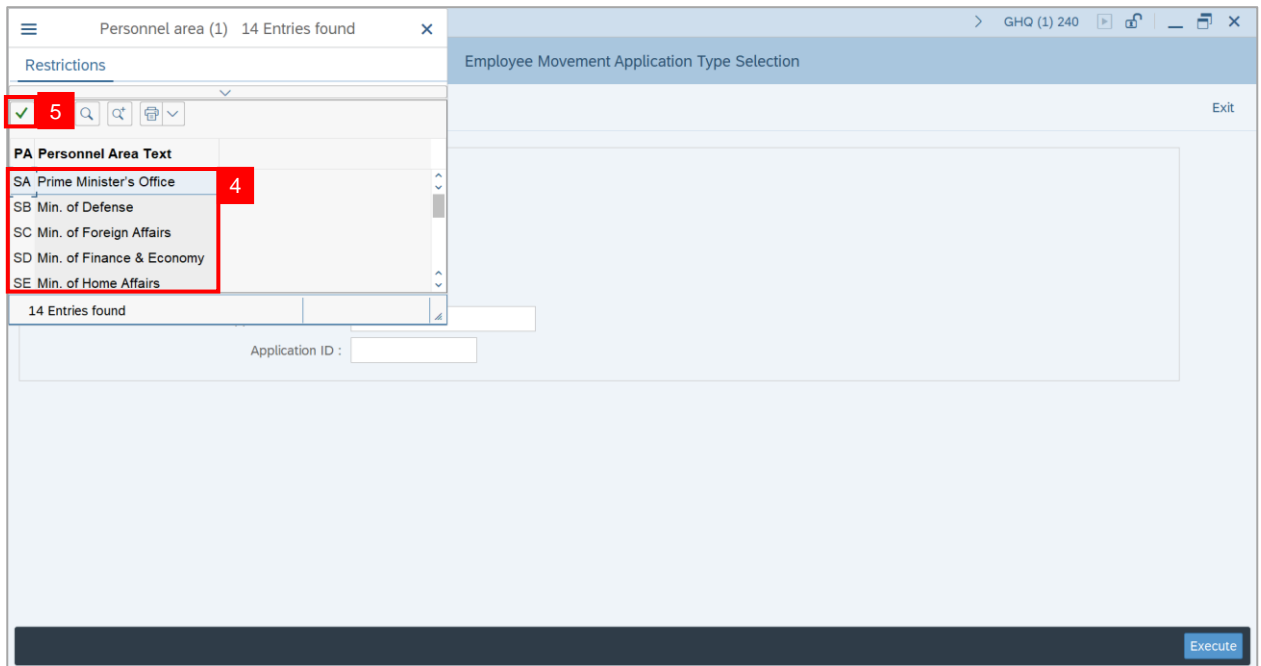 Personnel area (1) 14 Entries found
GHQ (1) 240
Restrictions
Employee Movement Application Type Selection
5
Exit
PA Personnel Area Text
SA Prime Minister's Office
4
SB Min. of Defense
SC Min. of Foreign Affairs
SD Min. of Finance & Economy
SE Min. of Home Affairs
14 Entries found
Application ID :
Execute